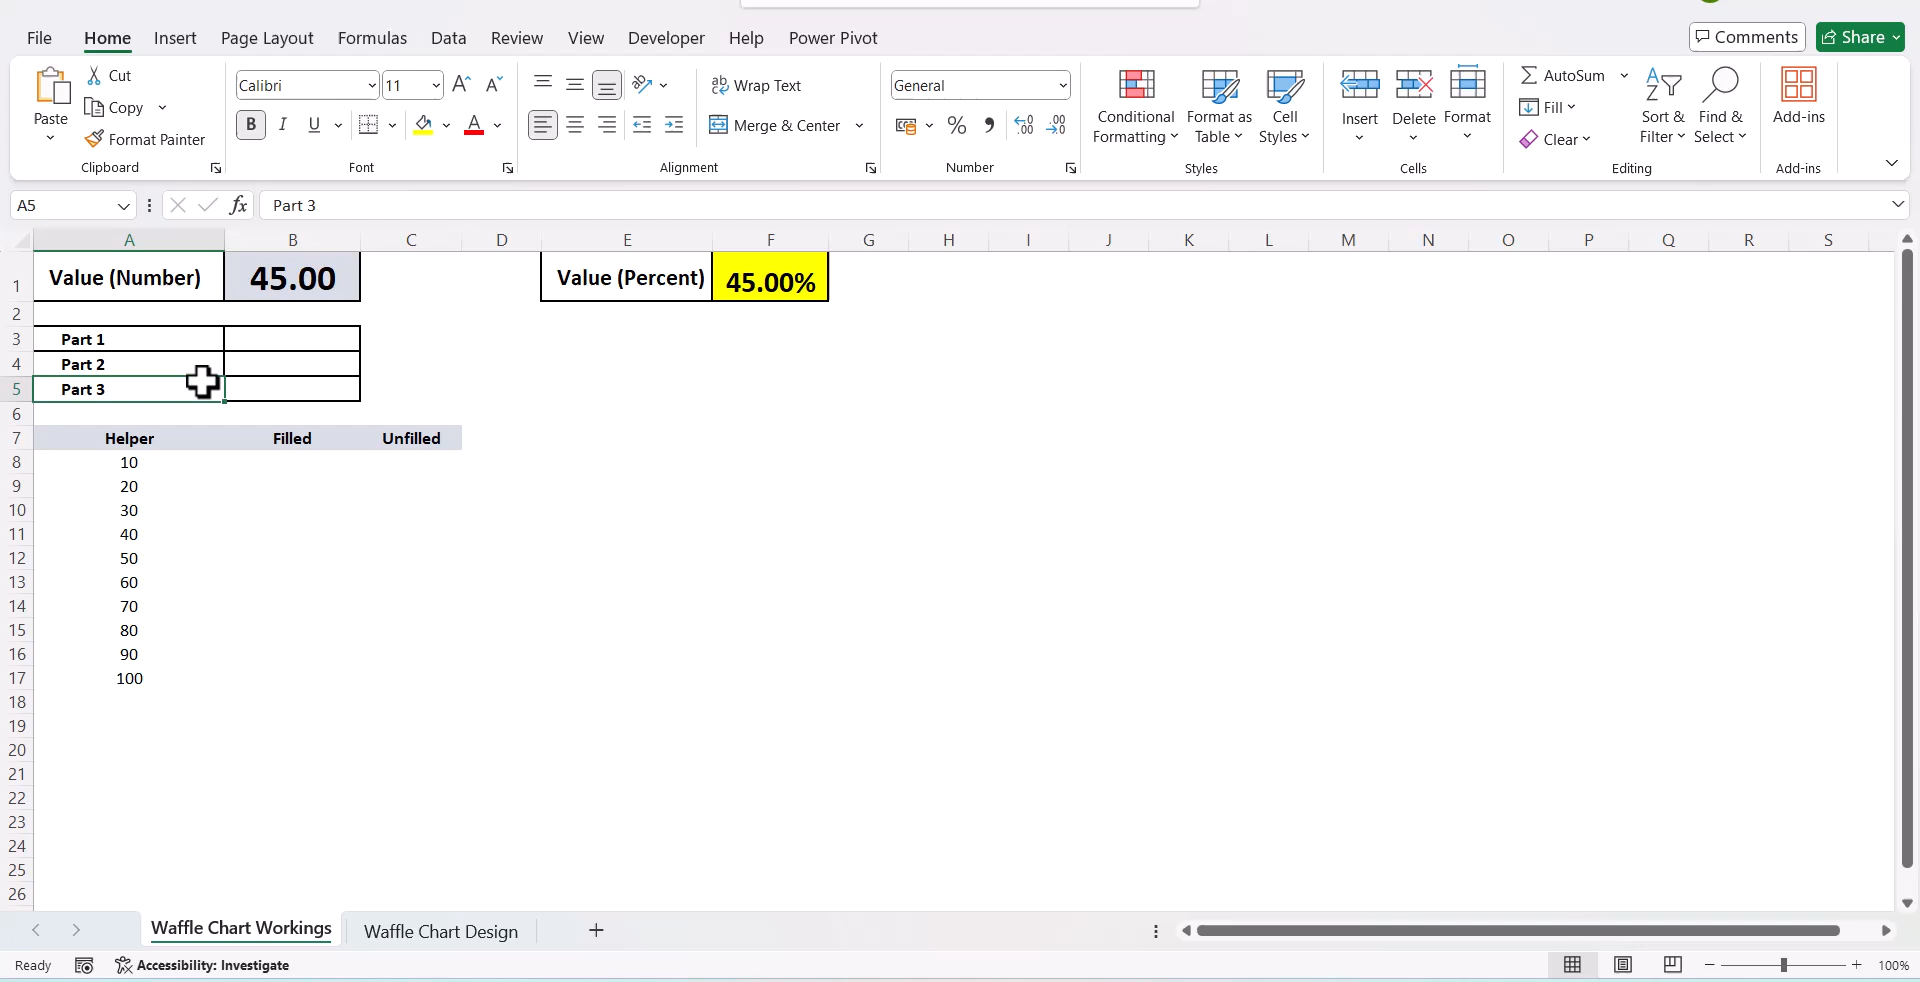 File Home Insert Page Layout Formulas Data Review View Developer Help Power Pivot Comments Share
Paste
Cut
Copy
Format Painter
Clipboard
Calibri 11 A A
B I U A
Font
ab Wrap Text
Merge & Center
Alignment
General
% , .00 .00
Number
Conditional Formatting
Format as Table
Cell Styles
Styles
Insert Delete Format
Cells
AutoSum
Fill
Clear
Sort & Filter
Find & Select
Editing
Add-ins
Add-ins
A5 fx Part 3
A B C D E F G H I J K L M N O P Q R S
1 Value (Number) 45.00 Value (Percent) 45.00%
2
3 Part 1
4 Part 2
5 Part 3
6
7 Helper Filled Unfilled
8 10
9 20
10 30
11 40
12 50
13 60
14 70
15 80
16 90
17 100
18
19
20
21
22
23
24
25
26
Waffle Chart Workings Waffle Chart Design
Ready Accessibility: Investigate 100%